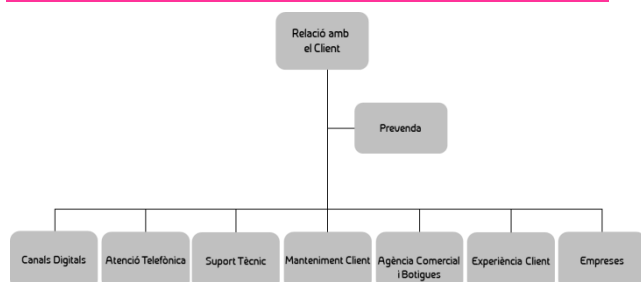 Relació amb
el Client
Prevenda
Canals Digitals
Atenció Telefònica
Suport Tècnic
Manteniment Client
Agència Comercial
i Botigues
Experiència Client
Empreses